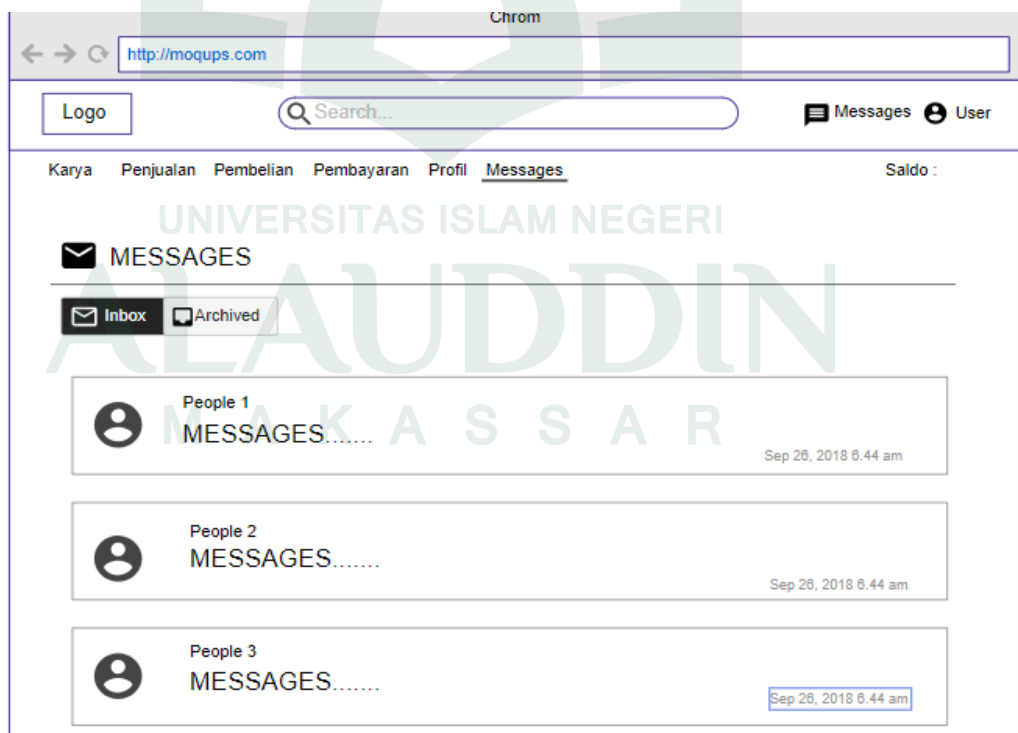 Chrom
http://moqups.com
Logo
Search...
Messages
User
Karya Penjualan Pembelian Pembayaran Profil Messages
Saldo :
UNIVERSITAS ISLAM NEGERI
MESSAGES
ALAUDDIN
Inbox
Archived
People 1
MAKASSAR
MESSAGES.......
Sep 26, 2018 6.44 am
People 2
MESSAGES.......
Sep 26, 2018 6.44 am
People 3
MESSAGES.......
Sep 26, 2018 6.44 am